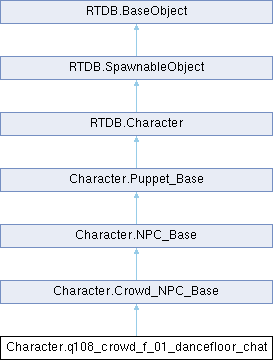 RTDB.BaseObject
RTDB.SpawnableObject
RTDB.Character
Character.Puppet_Base
Character.NPC_Base
Character.Crowd_NPC_Base
Character.q108_crowd_f_01_dancefloor_chat